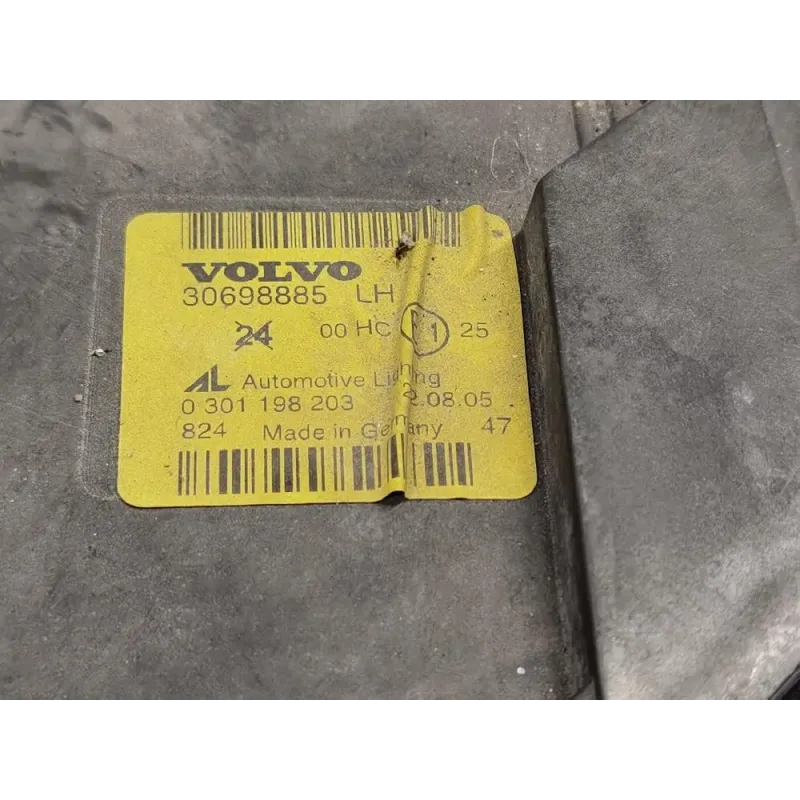 VOLVO
30698885 LH
24 00 HC 1 25
AL Automotive Lighting
0 301 198 203 2.08.05
824 Made in Germany 47